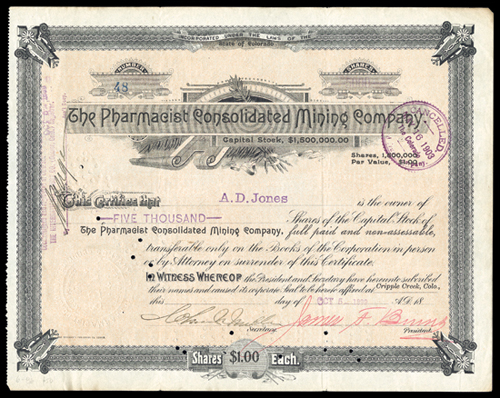 INCORPORATED UNDER THE LAWS OF THE
State of Colorado
NUMBER
SHARES
48
The Pharmacist Consolidated Mining Company.
Capital Stock, $1,500,000.00
CANCELLED
1903
Shares, 1,500,000
Par Value, $1.00
This Certifies that A. D. Jones is the owner of
FIVE THOUSAND Shares of the Capital Stock of
The Pharmacist Consolidated Mining Company, full paid and non-assessable,
transferable only on the Books of the Corporation in person
or by Attorney on surrender of this Certificate.
In Witness Whereof the President and Secretary have hereunto subscribed
their names and caused its corporate Seal to be hereto affixed at Cripple Creek, Colo.,
this day of OCT
Secretary.
James F. Burns
President.
Shares $1.00 Each.